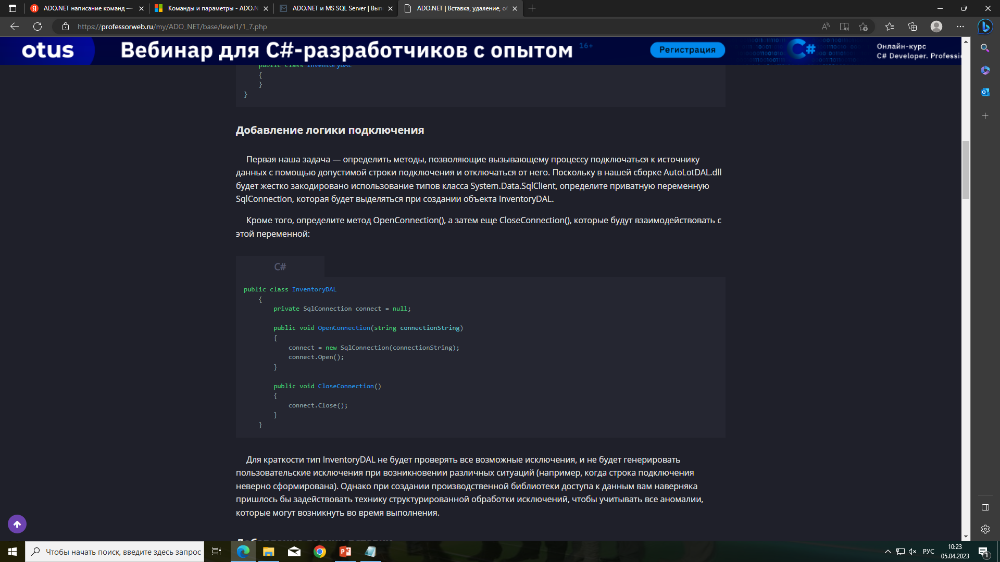 ADO.NET написание команд —
Команды и параметры - ADO.N
ADO.NET и MS SQL Server | Вып
ADO.NET | Вставка, удаление, об
https://professorweb.ru/my/ADO_NET/base/level1/1_7.php
otus
Вебинар для C#-разработчиков с опытом 16+
Регистрация
C#
Онлайн-курс
C# Developer. Professi
public class InventoryDAL
{
}
}
Добавление логики подключения
Первая наша задача — определить методы, позволяющие вызывающему процессу подключаться к источнику
данных с помощью допустимой строки подключения и отключаться от него. Поскольку в нашей сборке AutoLotDAL.dll
будет жестко закодировано использование типов класса System.Data.SqlClient, определите приватную переменную
SqlConnection, которая будет выделяться при создании объекта InventoryDAL.
Кроме того, определите метод OpenConnection(), а затем еще CloseConnection(), которые будут взаимодействовать с
этой переменной:
C#
public class InventoryDAL
{
private SqlConnection connect = null;
public void OpenConnection(string connectionString)
{
connect = new SqlConnection(connectionString);
connect.Open();
}
public void CloseConnection()
{
connect.Close();
}
}
Для краткости тип InventoryDAL не будет проверять все возможные исключения, и не будет генерировать
пользовательские исключения при возникновении различных ситуаций (например, когда строка подключения
неверно сформирована). Однако при создании производственной библиотеки доступа к данным вам наверняка
пришлось бы задействовать технику структурированной обработки исключений, чтобы учитывать все аномалии,
которые могут возникнуть во время выполнения.
Добавление логики вставки
Чтобы начать поиск, введите здесь запрос
РУС
10:23
05.04.2023
1